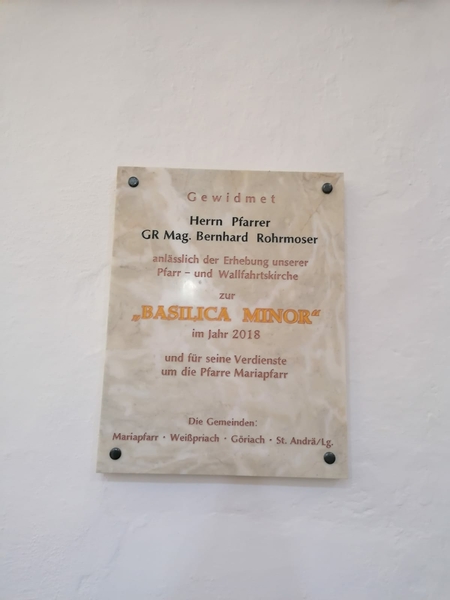 Gewidmet
Herrn Pfarrer
GR Mag. Bernhard Rohrmoser
anlässlich der Erhebung unserer
Pfarr - und Wallfahrtskirche
zur
„BASILICA MINOR“
im Jahr 2018
und für seine Verdienste
um die Pfarre Mariapfarr
Die Gemeinden:
Mariapfarr · Weißpriach · Göriach · St. Andrä/Lg.